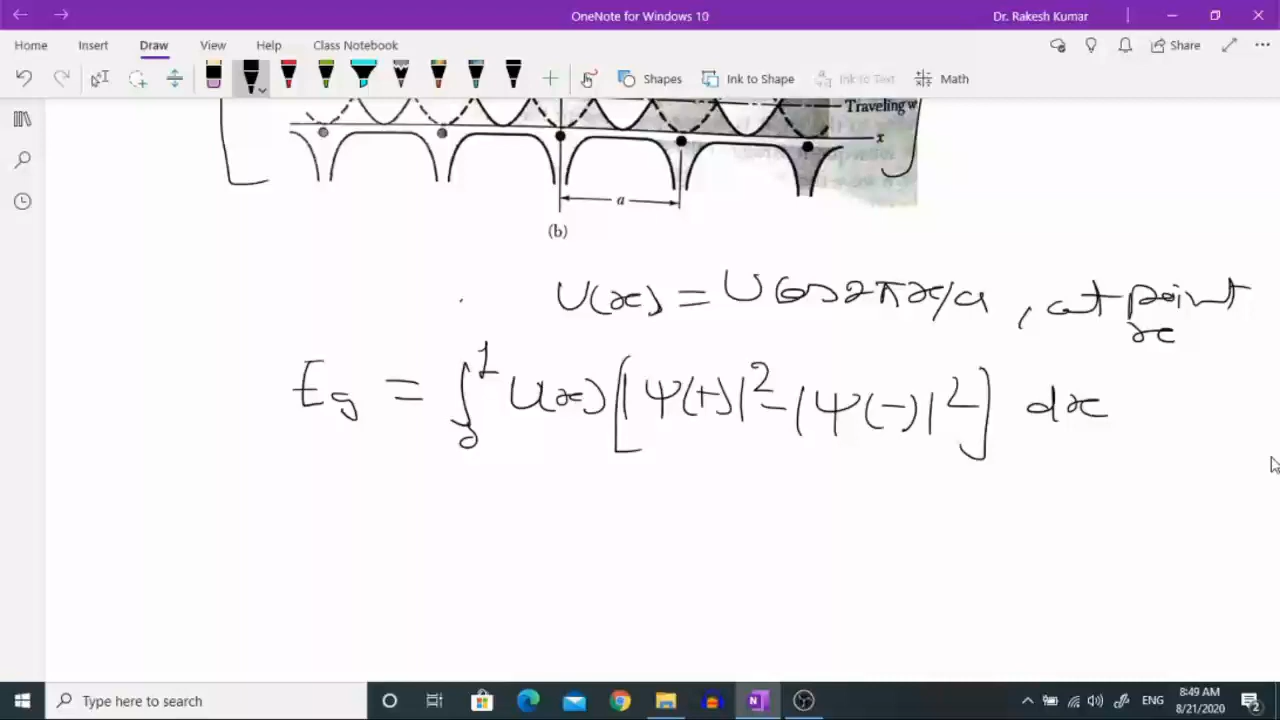 OneNote for Windows 10
Dr. Rakesh Kumar
Home Insert Draw View Help Class Notebook Share
Shapes Ink to Shape Ink to Text Math
Traveling w
x
a
(b)
U(x) = U cos 2πx/a , at point
x
Eg = ∫₀¹ U(x) [|ψ(+)|² - |ψ(-)|²] dx
Type here to search
ENG
8:49 AM
8/21/2020
2